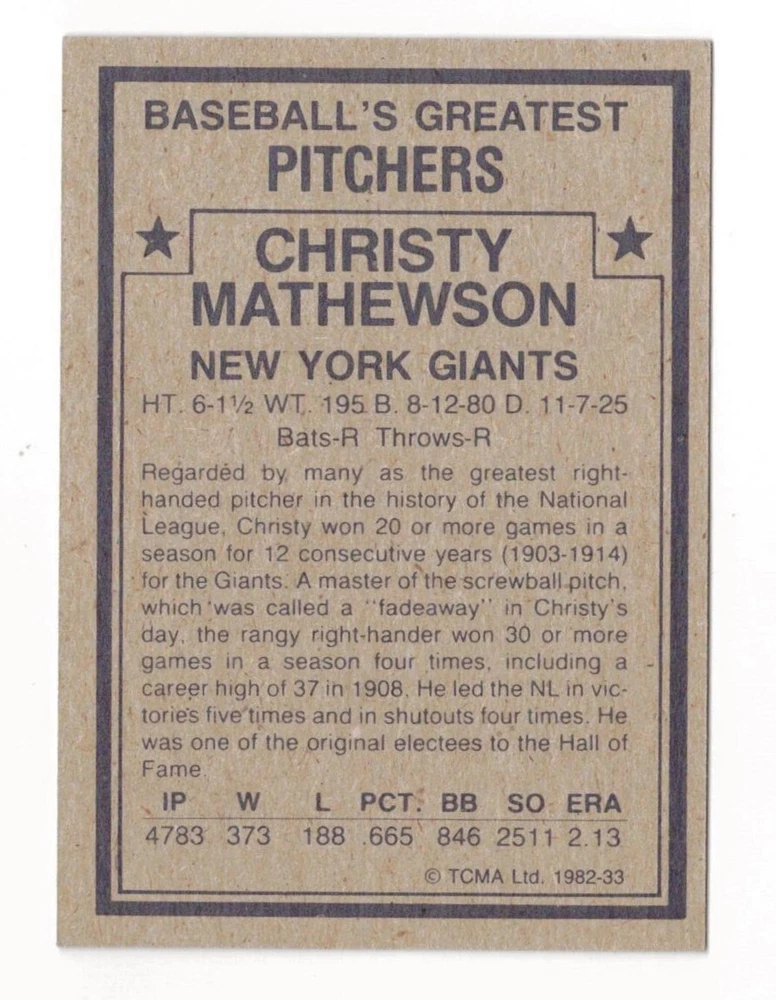 BASEBALL'S GREATEST
PITCHERS
CHRISTY
MATHEWSON
NEW YORK GIANTS
HT. 6-1½ WT. 195 B. 8-12-80 D. 11-7-25
Bats-R Throws-R
Regarded by many as the greatest right-
handed pitcher in the history of the National
League, Christy won 20 or more games in a
season for 12 consecutive years (1903-1914)
for the Giants. A master of the screwball pitch,
which was called a "fadeaway" in Christy's
day, the rangy right-hander won 30 or more
games in a season four times, including a
career high of 37 in 1908. He led the NL in vic-
tories five times and in shutouts four times. He
was one of the original electees to the Hall of
Fame.
IP W L PCT. BB SO ERA
4783 373 188 .665 846 2511 2.13
© TCMA Ltd. 1982-33